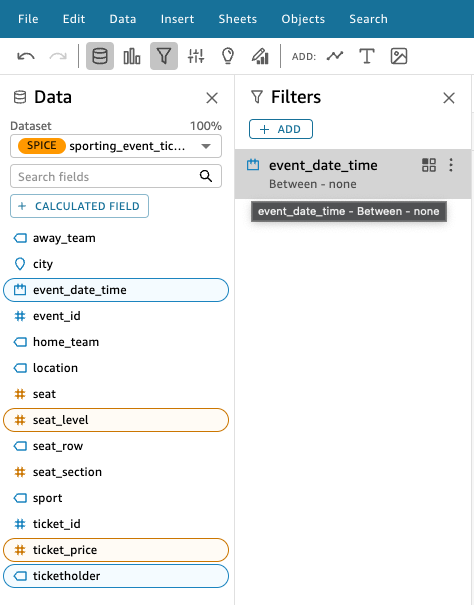 File Edit Data Insert Sheets Objects Search
ADD:
Data
Dataset 100%
SPICE sporting_event_tic...
Search fields
+ CALCULATED FIELD
away_team
city
event_date_time
event_id
home_team
location
seat
seat_level
seat_row
seat_section
sport
ticket_id
ticket_price
ticketholder
Filters
+ ADD
event_date_time
Between - none
event_date_time - Between - none